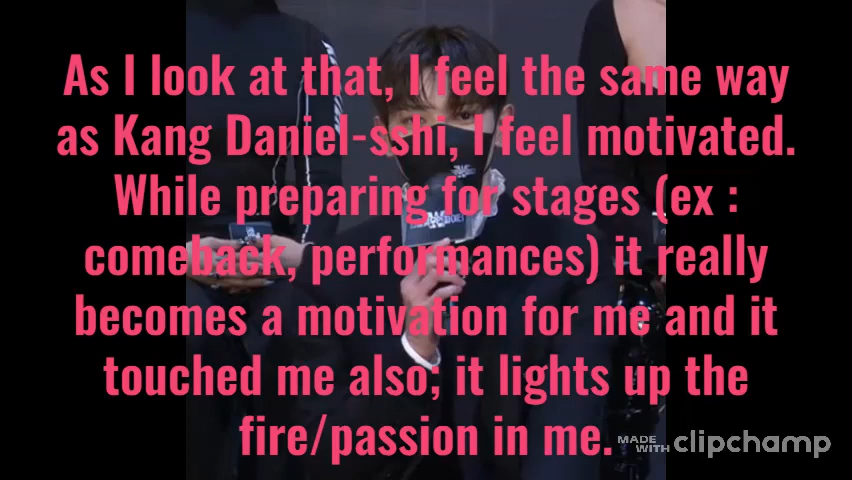 As I look at that, I feel the same way
as Kang Daniel-sshi, I feel motivated.
While preparing for stages (ex :
comeback, performances) it really
becomes a motivation for me and it
touched me also; it lights up the
fire/passion in me.
MADE
WITH clipchamp